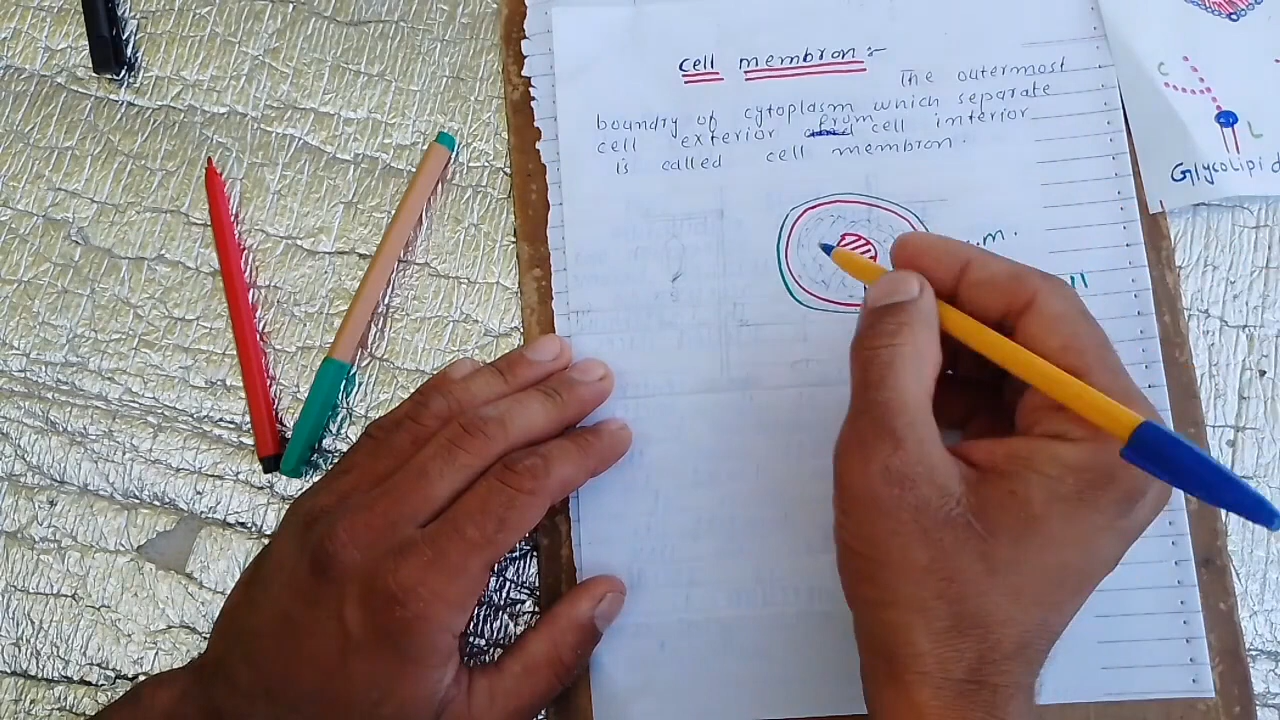 cell membron :-
The outermost
boundry of cytoplasm which separate
cell exterior from cell interior
is called cell membron.
.m.
C
L
GlycoLipid